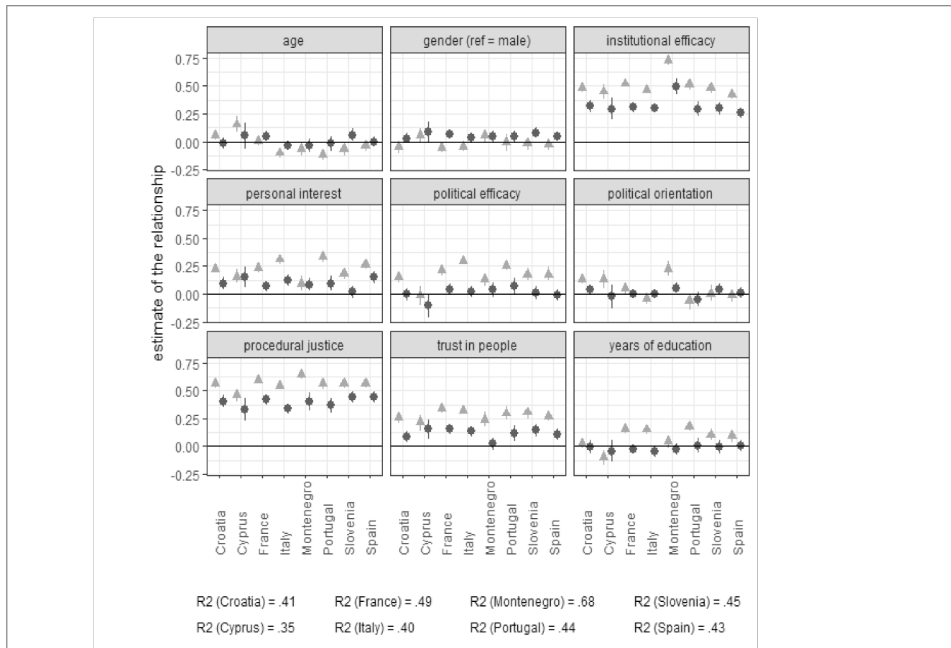 age gender (ref = male) institutional efficacy
0.75
0.50
0.25
0.00
-0.25
personal interest political efficacy political orientation
0.75
0.50
0.25
0.00
-0.25
procedural justice trust in people years of education
0.75
0.50
0.25
0.00
-0.25
estimate of the relationship
Croatia Cyprus France Italy Montenegro Portugal Slovenia Spain Croatia Cyprus France Italy Montenegro Portugal Slovenia Spain Croatia Cyprus France Italy Montenegro Portugal Slovenia Spain
R2 (Croatia) = .41 R2 (France) = .49 R2 (Montenegro) = .68 R2 (Slovenia) = .45
R2 (Cyprus) = .35 R2 (Italy) = .40 R2 (Portugal) = .44 R2 (Spain) = .43